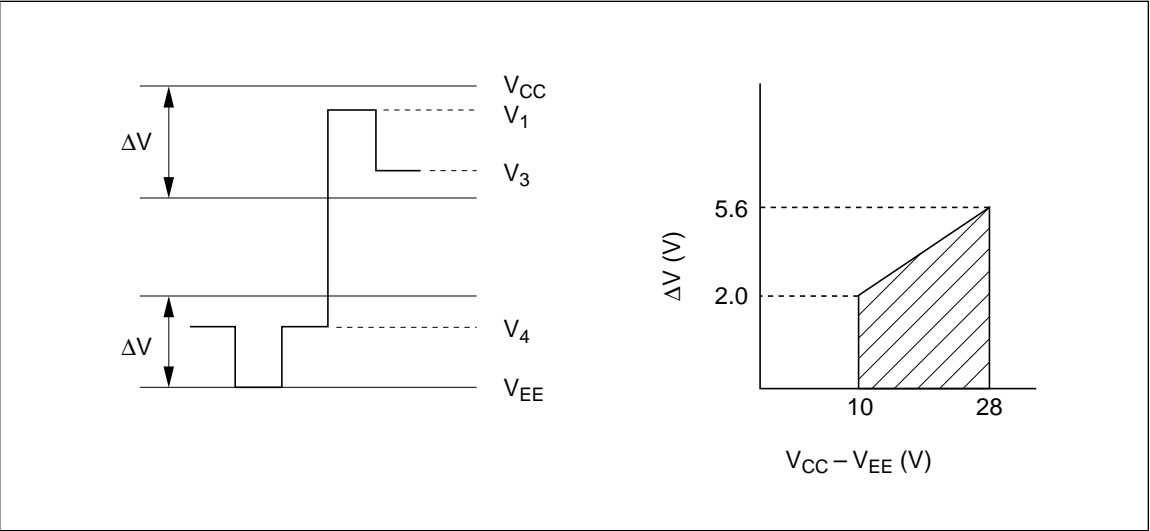 V_CC
V_1
ΔV
V_3
V_4
ΔV
V_EE
5.6
ΔV (V)
2.0
10
28
V_CC – V_EE (V)